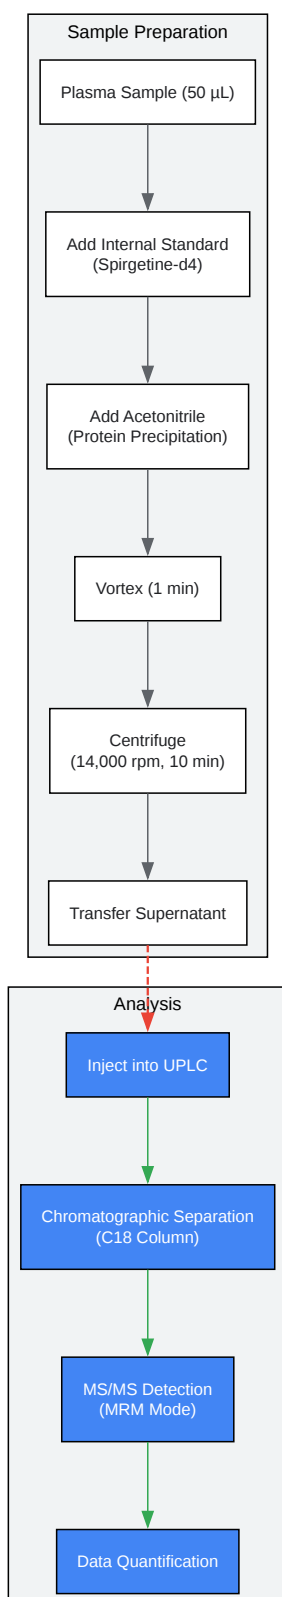 Sample Preparation
Plasma Sample (50 µL)
Add Internal Standard
(Spirgetine-d4)
Add Acetonitrile
(Protein Precipitation)
Vortex (1 min)
Centrifuge
(14,000 rpm, 10 min)
Transfer Supernatant
Analysis
Inject into UPLC
Chromatographic Separation
(C18 Column)
MS/MS Detection
(MRM Mode)
Data Quantification